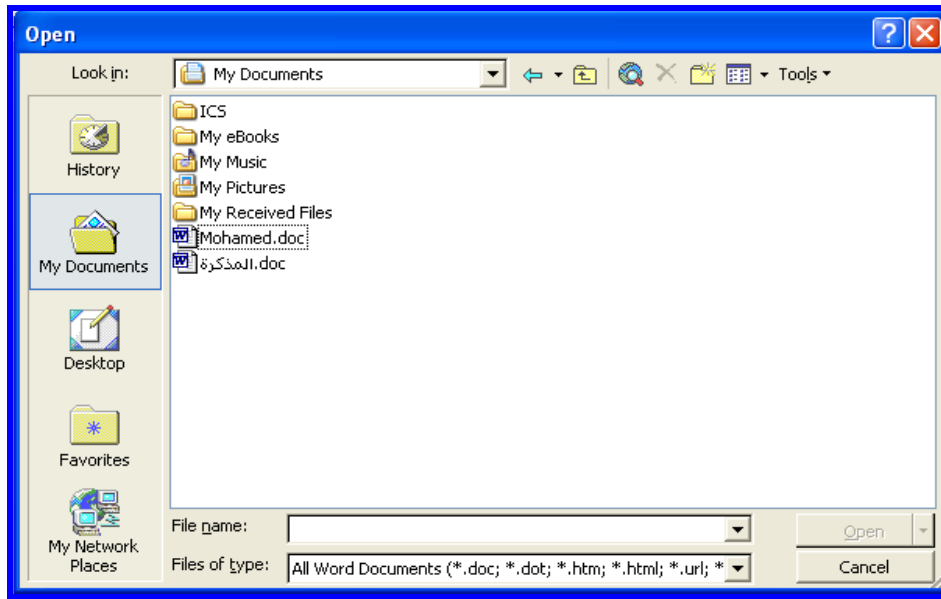 Open
Look in:
My Documents
Tools
ICS
My eBooks
My Music
My Pictures
My Received Files
Mohamed.doc
المذكرة.doc
History
My Documents
Desktop
Favorites
My Network
Places
File name:
Open
Files of type:
All Word Documents (*.doc; *.dot; *.htm; *.html; *.url; *
Cancel